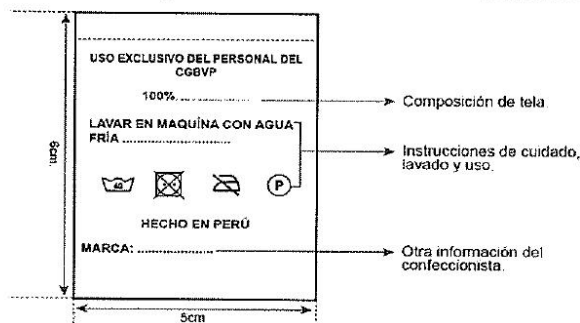 USO EXCLUSIVO DEL PERSONAL DEL
CGBVP
100%..............................
Composición de tela.
LAVAR EN MAQUÍNA CON AGUA
FRÍA ........................
Instrucciones de cuidado,
lavado y uso.
40
P
6cm.
HECHO EN PERÚ
MARCA: ................
Otra información del
confeccionista.
5cm